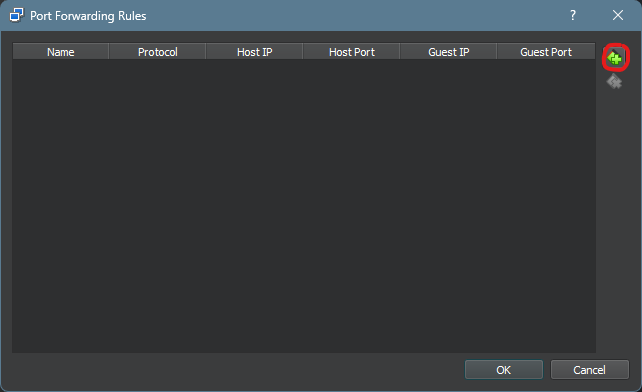 Port Forwarding Rules
Name Protocol Host IP Host Port Guest IP Guest Port
OK Cancel